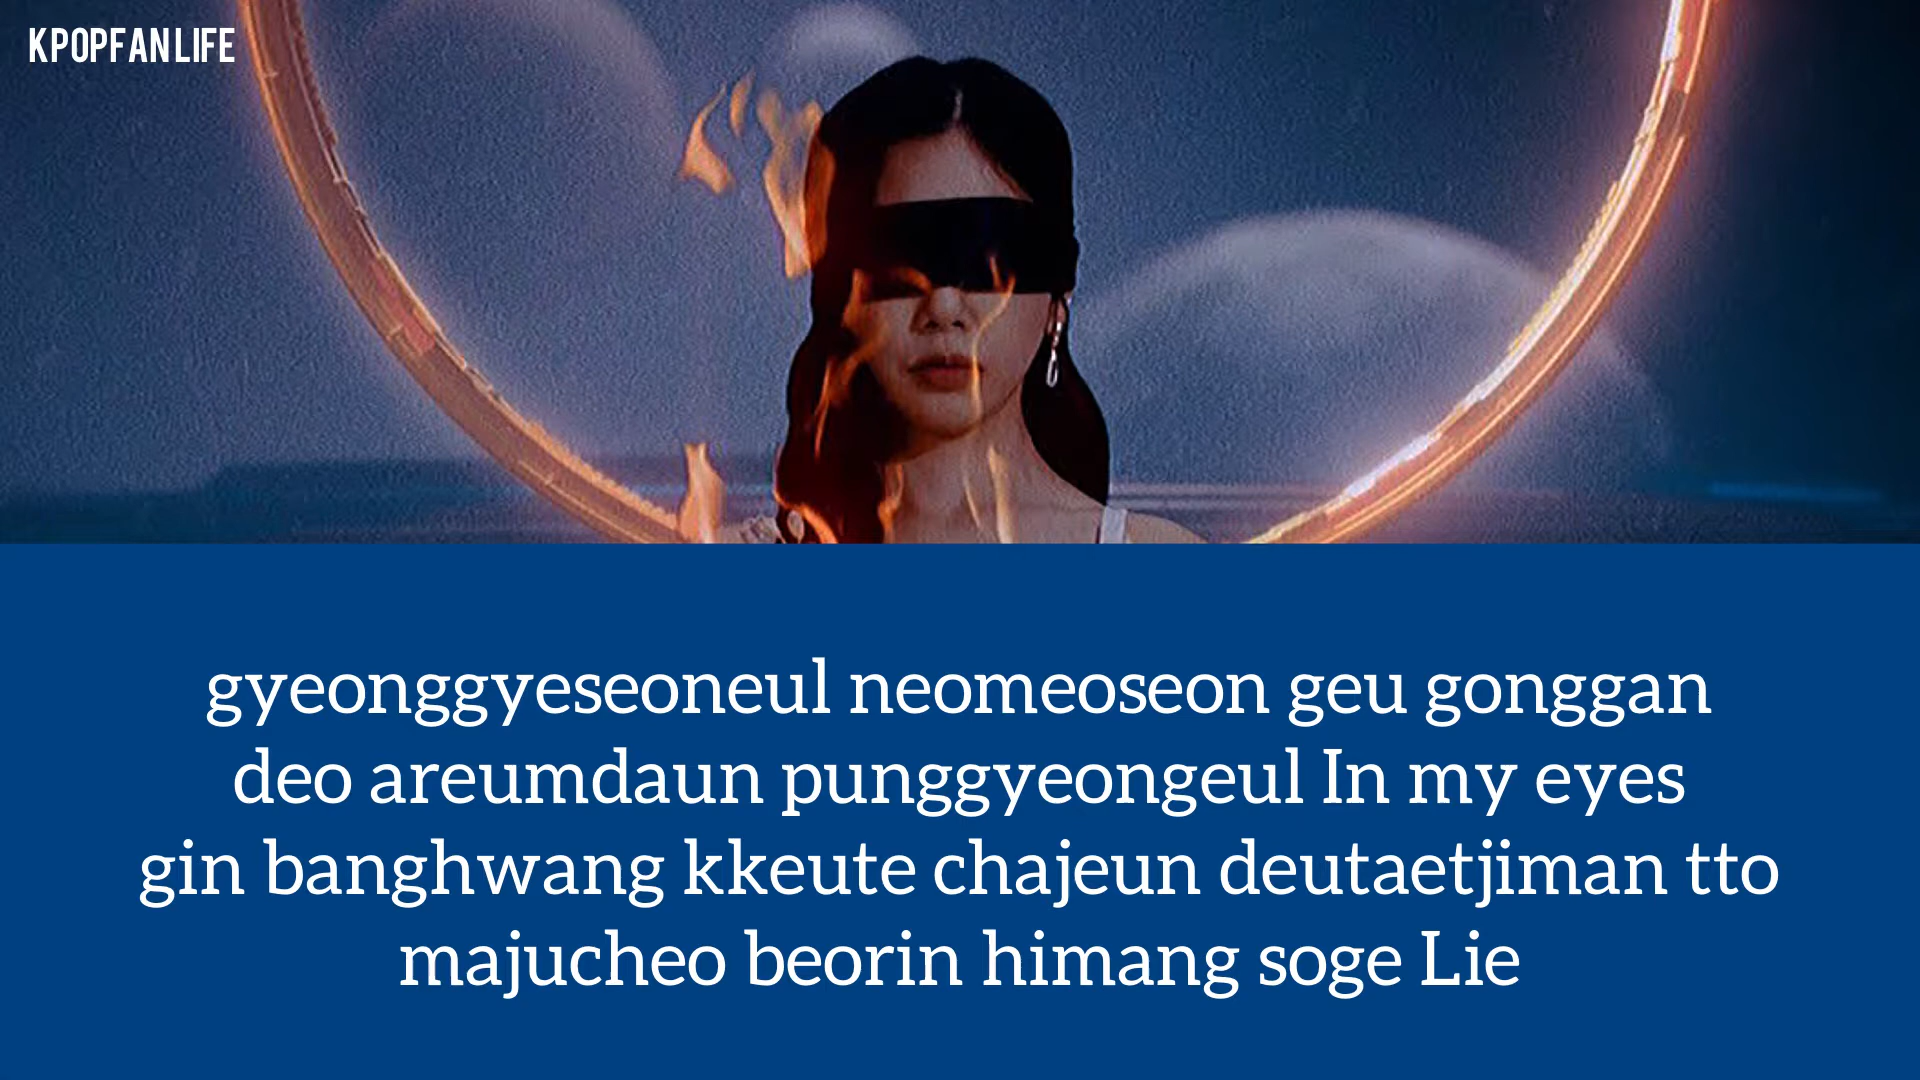 KPOPFANLIFE
gyeonggyeseoneul neomeoseon geu gonggan
deo areumdaun punggyeongeul In my eyes
gin banghwang kkeute chajeun deutaetjiman tto
majucheo beorin himang soge Lie